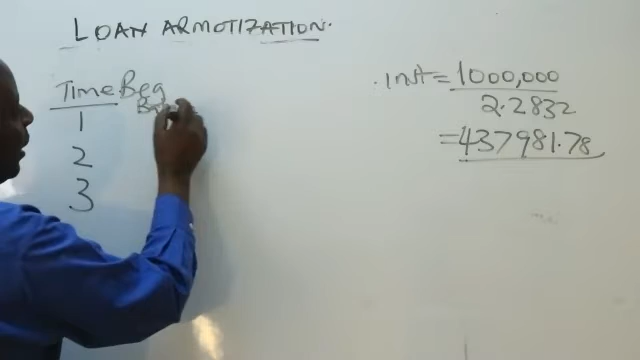 LOAN ARMOTIZATION.
Time Beg
1
2
3
inst = 1000,000
2.2832
= 437981.78